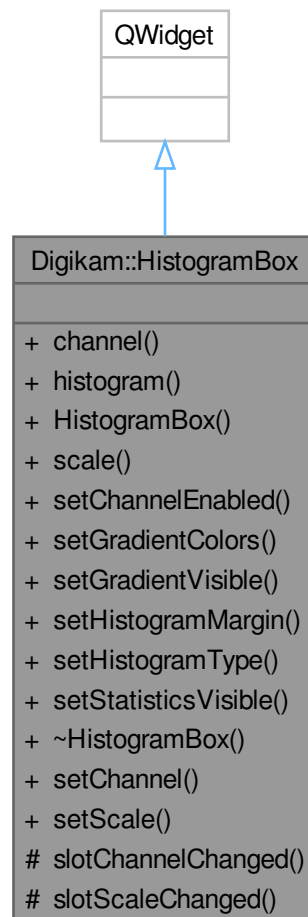 QWidget
Digikam::HistogramBox
+ channel()
+ histogram()
+ HistogramBox()
+ scale()
+ setChannelEnabled()
+ setGradientColors()
+ setGradientVisible()
+ setHistogramMargin()
+ setHistogramType()
+ setStatisticsVisible()
+ ~HistogramBox()
+ setChannel()
+ setScale()
# slotChannelChanged()
# slotScaleChanged()